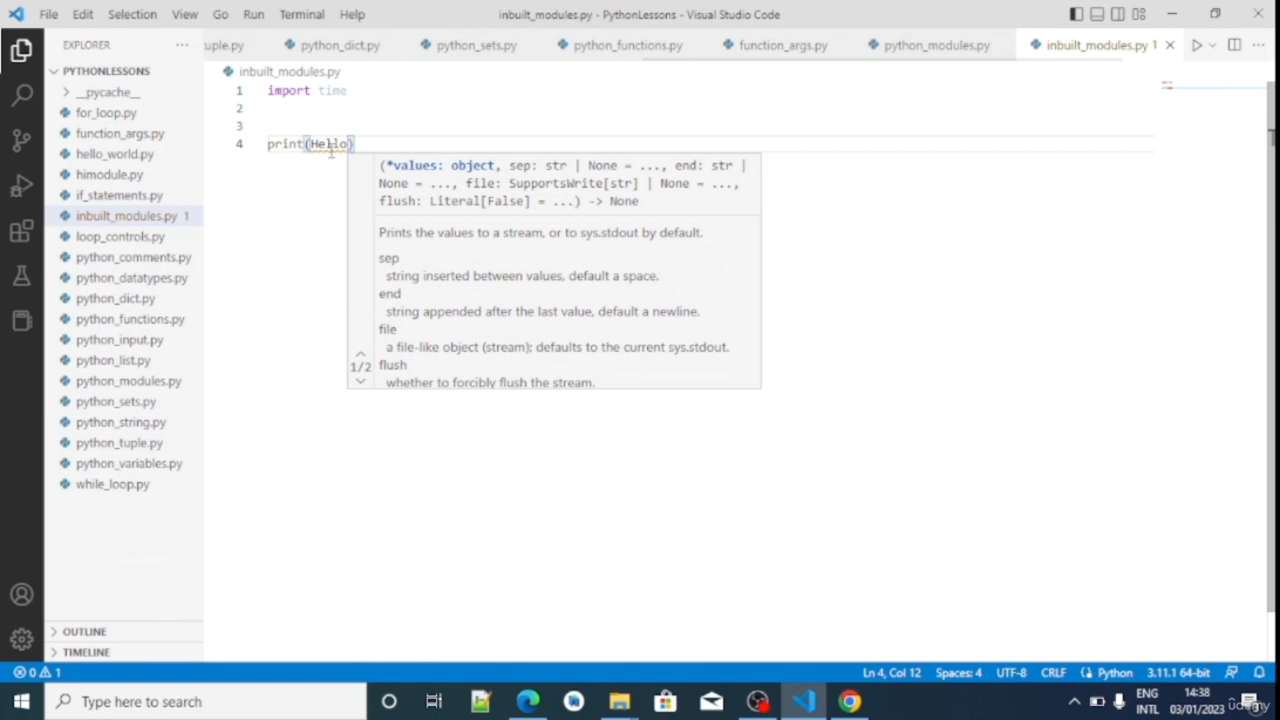 File Edit Selection View Go Run Terminal Help
inbuilt_modules.py - PythonLessons - Visual Studio Code
EXPLORER
tuple.py python_dict.py python_sets.py python_functions.py function_args.py python_modules.py inbuilt_modules.py 1
PYTHONLESSONS
__pycache__
for_loop.py
function_args.py
hello_world.py
himodule.py
if_statements.py
inbuilt_modules.py 1
loop_controls.py
python_comments.py
python_datatypes.py
python_dict.py
python_functions.py
python_input.py
python_list.py
python_modules.py
python_sets.py
python_string.py
python_tuple.py
python_variables.py
while_loop.py
OUTLINE
TIMELINE
inbuilt_modules.py
1 import time
2
3
4 print(Hello)
(*values: object, sep: str | None = ..., end: str |
None = ..., file: SupportsWrite[str] | None = ...,
flush: Literal[False] = ...) -> None
Prints the values to a stream, or to sys.stdout by default.
sep
string inserted between values, default a space.
end
string appended after the last value, default a newline.
file
a file-like object (stream); defaults to the current sys.stdout.
1/2
flush
whether to forcibly flush the stream.
0 1
Ln 4, Col 12 Spaces: 4 UTF-8 CRLF Python 3.11.1 64-bit
Type here to search
ENG
INTL
14:38
03/01/2023
udemy